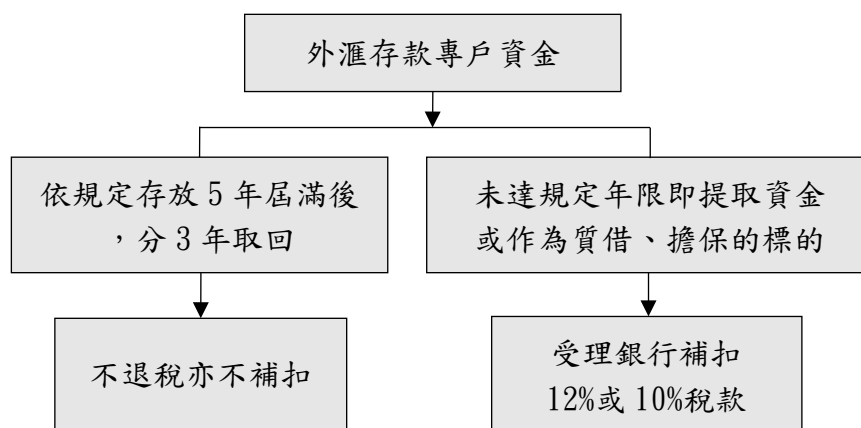 外滙存款專戶資金
依規定存放 5 年屆滿後
，分 3 年取回
未達規定年限即提取資金
或作為質借、擔保的標的
不退稅亦不補扣
受理銀行補扣
12%或 10%稅款